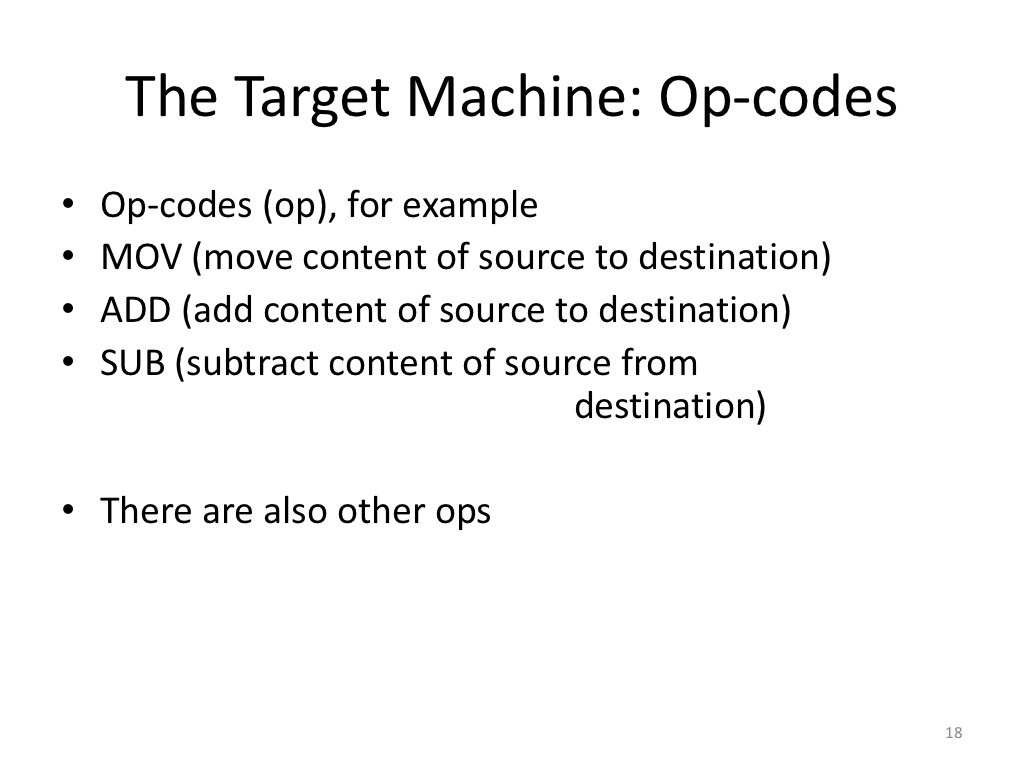 The Target Machine: Op-codes
• Op-codes (op), for example
• MOV (move content of source to destination)
• ADD (add content of source to destination)
• SUB (subtract content of source from
destination)
• There are also other ops
18